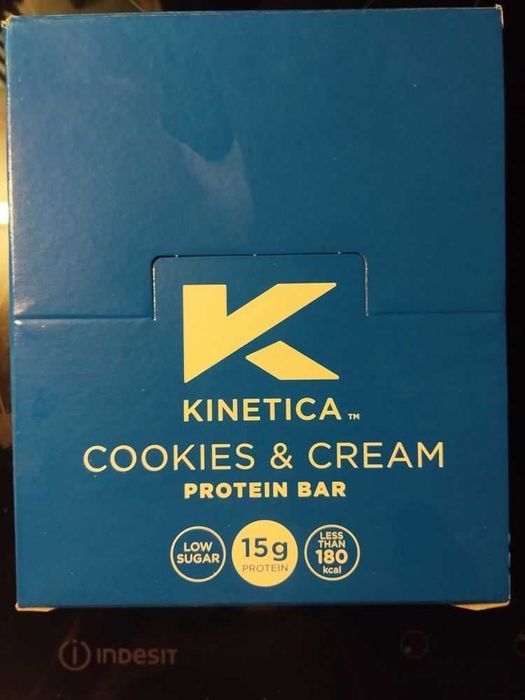 KINETICA™
COOKIES & CREAM
PROTEIN BAR
LOW
SUGAR
15g
PROTEIN
LESS
THAN
180
kcal
INDESIT